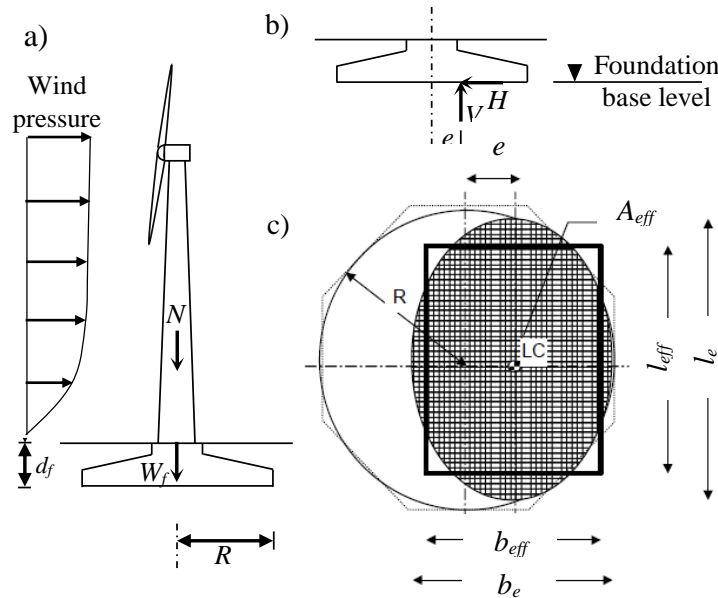 a)
Wind
pressure
N
d_f
W_f
R
b)
Foundation
base level
H
V
e
e
c)
A_eff
R
LC
l_eff
l_e
b_eff
b_e